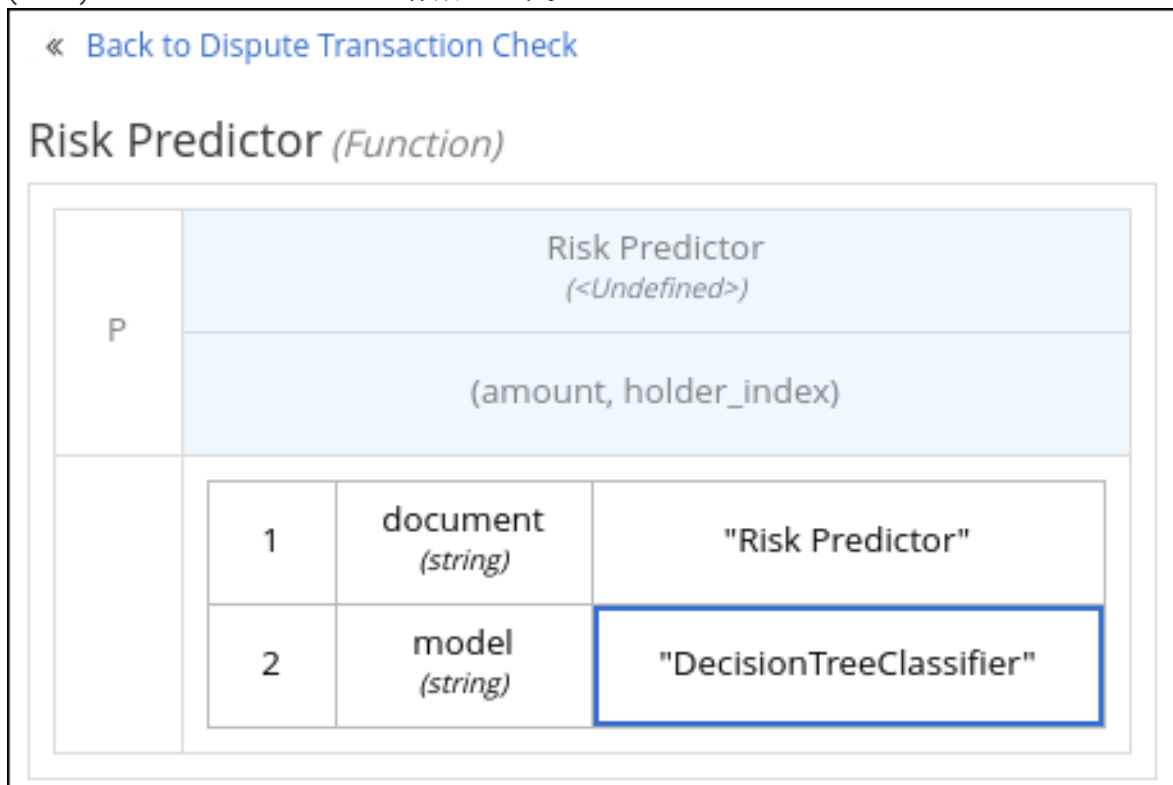 « Back to Dispute Transaction Check
Risk Predictor (Function)
P
Risk Predictor
(<Undefined>)
(amount, holder_index)
1
document
(string)
"Risk Predictor"
2
model
(string)
"DecisionTreeClassifier"